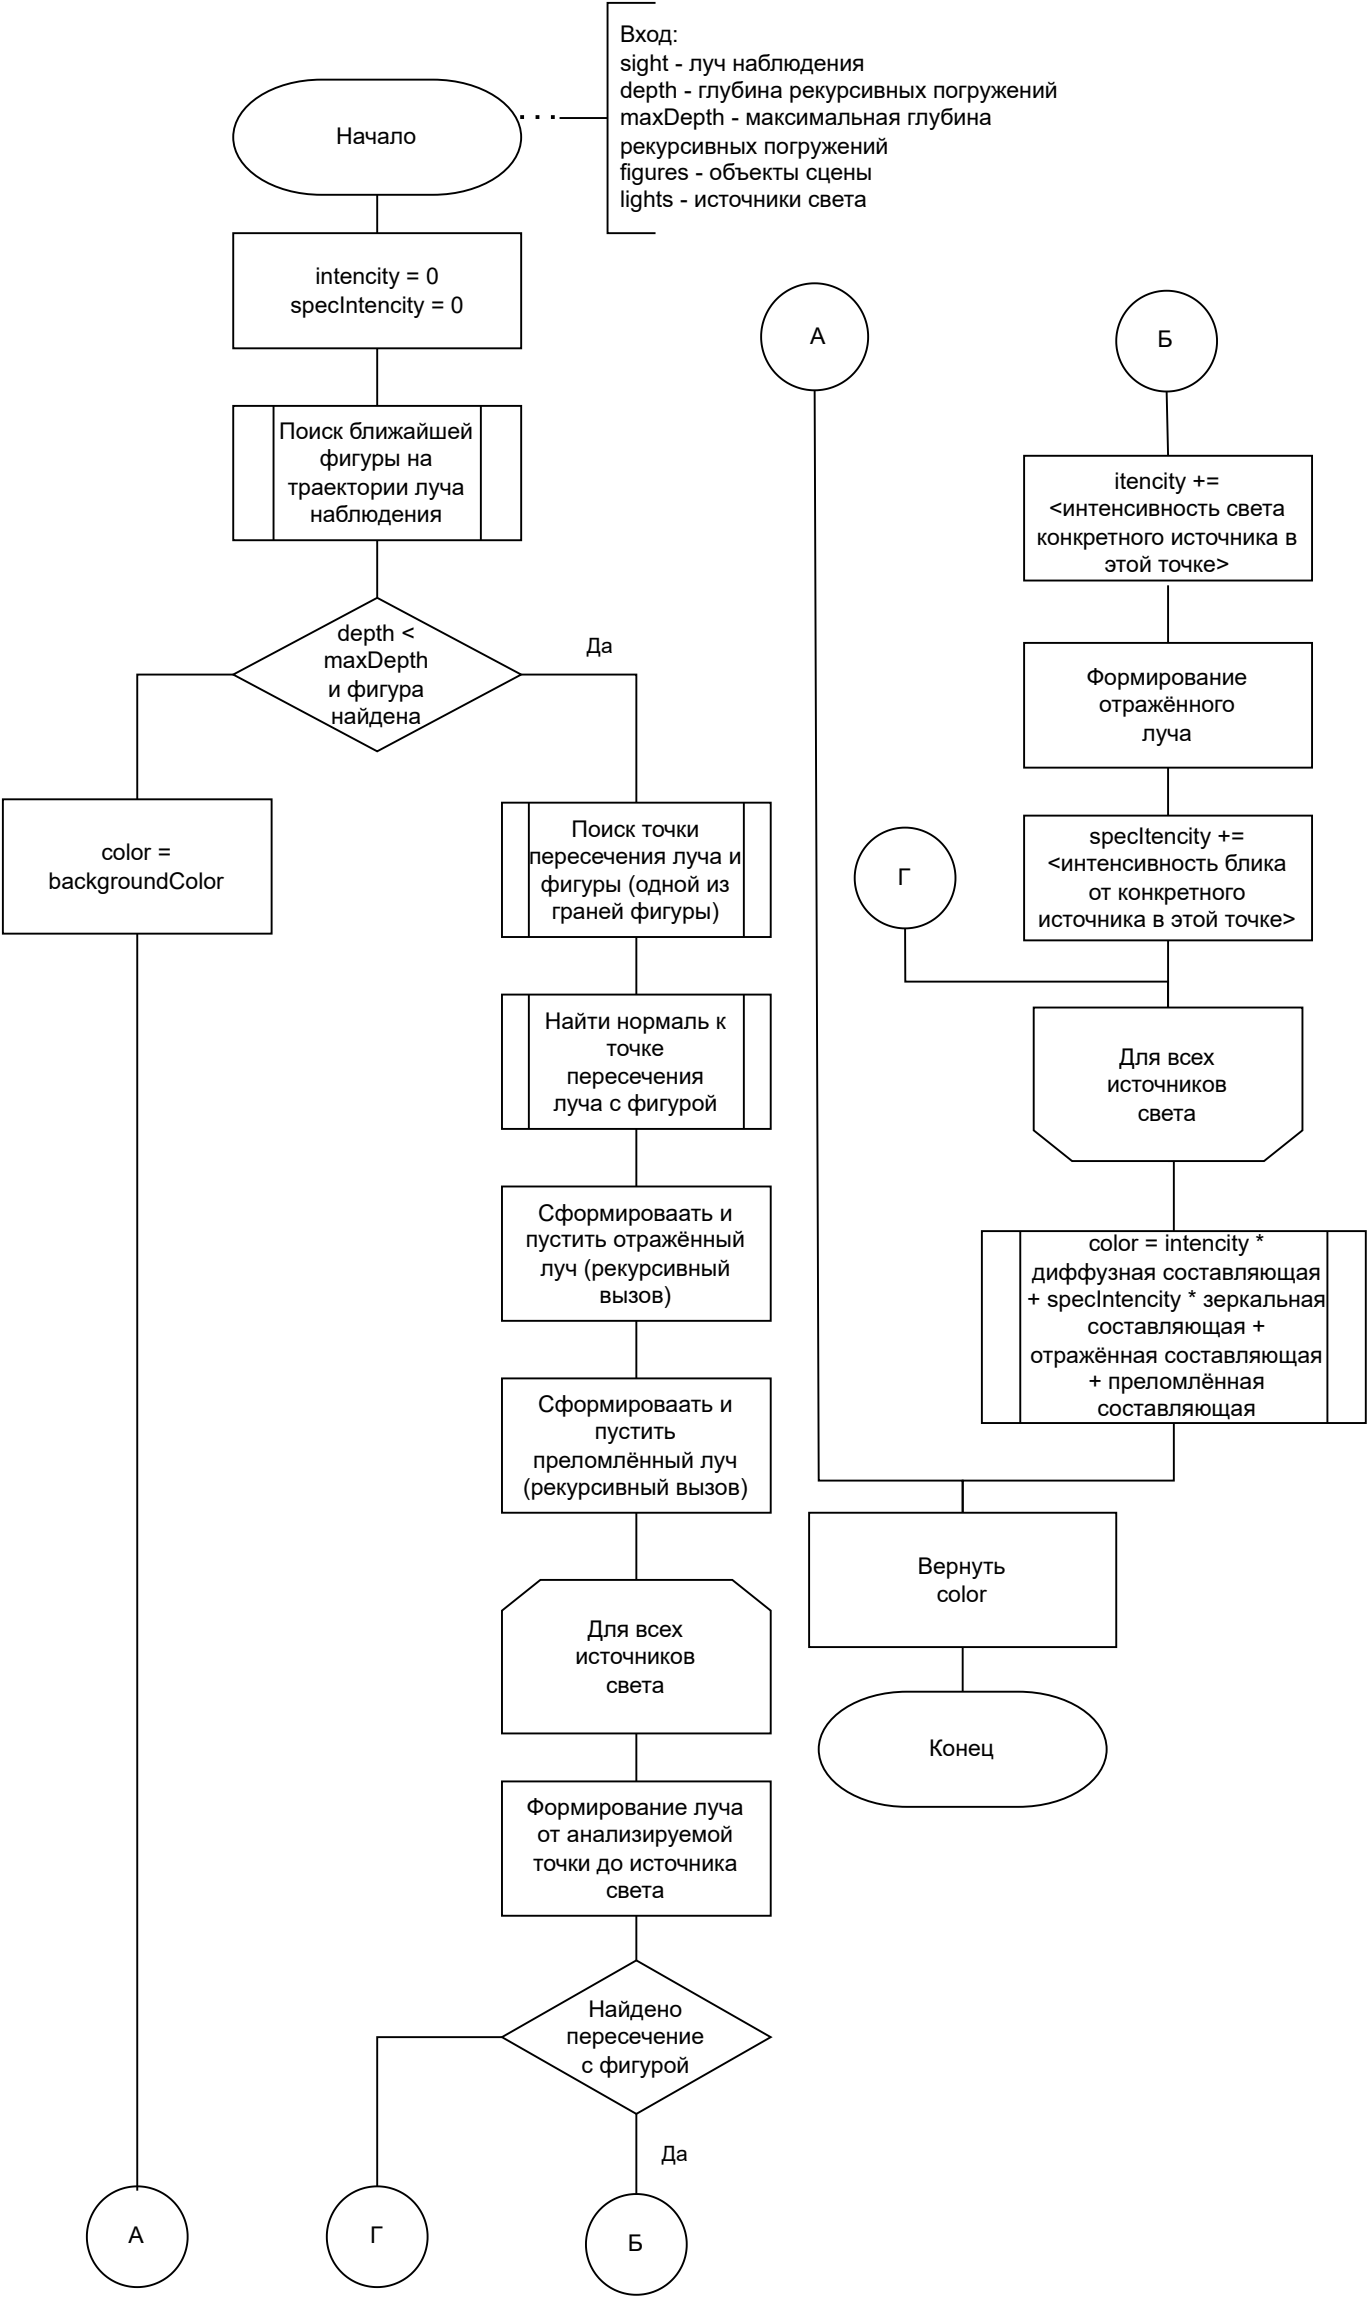 Вход:
sight - луч наблюдения
depth - глубина рекурсивных погружений
maxDepth - максимальная глубина
рекурсивных погружений
figures - объекты сцены
lights - источники света
Начало
intencity = 0
specIntencity = 0
Поиск ближайшей
фигуры на
траектории луча
наблюдения
depth <
maxDepth
и фигура
найдена
Да
color =
backgroundColor
Поиск точки
пересечения луча и
фигуры (одной из
граней фигуры)
Найти нормаль к
точке
пересечения
луча с фигурой
Сформироваать и
пустить отражённый
луч (рекурсивный
вызов)
Сформироваать и
пустить
преломлённый луч
(рекурсивный вызов)
Для всех
источников
света
Формирование луча
от анализируемой
точки до источника
света
Найдено
пересечение
с фигурой
Да
А
Г
Б
А
Б
itencity +=
<интенсивность света
конкретного источника в
этой точке>
Формирование
отражённого
луча
specItencity +=
<интенсивность блика
от конкретного
источника в этой точке>
Г
Для всех
источников
света
color = intencity *
диффузная составляющая
+ specIntencity * зеркальная
составляющая +
отражённая составляющая
+ преломлённая
составляющая
Вернуть
color
Конец